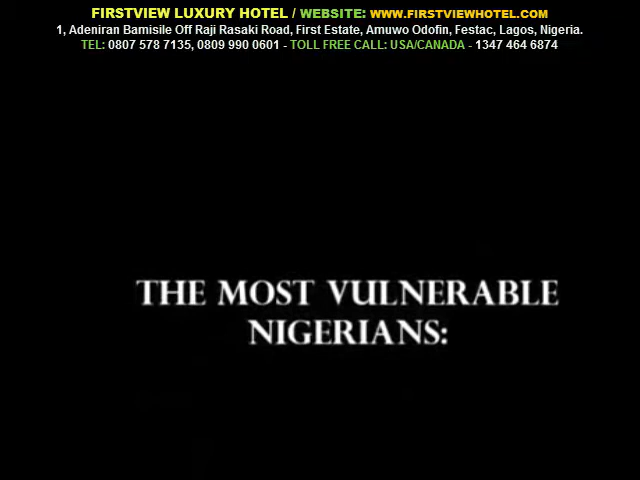 FIRSTVIEW LUXURY HOTEL / WEBSITE: WWW.FIRSTVIEWHOTEL.COM
1, Adeniran Bamisile Off Raji Rasaki Road, First Estate, Amuwo Odofin, Festac, Lagos, Nigeria.
TEL: 0807 578 7135, 0809 990 0601 - TOLL FREE CALL: USA/CANADA - 1347 464 6874
THE MOST VULNERABLE
NIGERIANS: